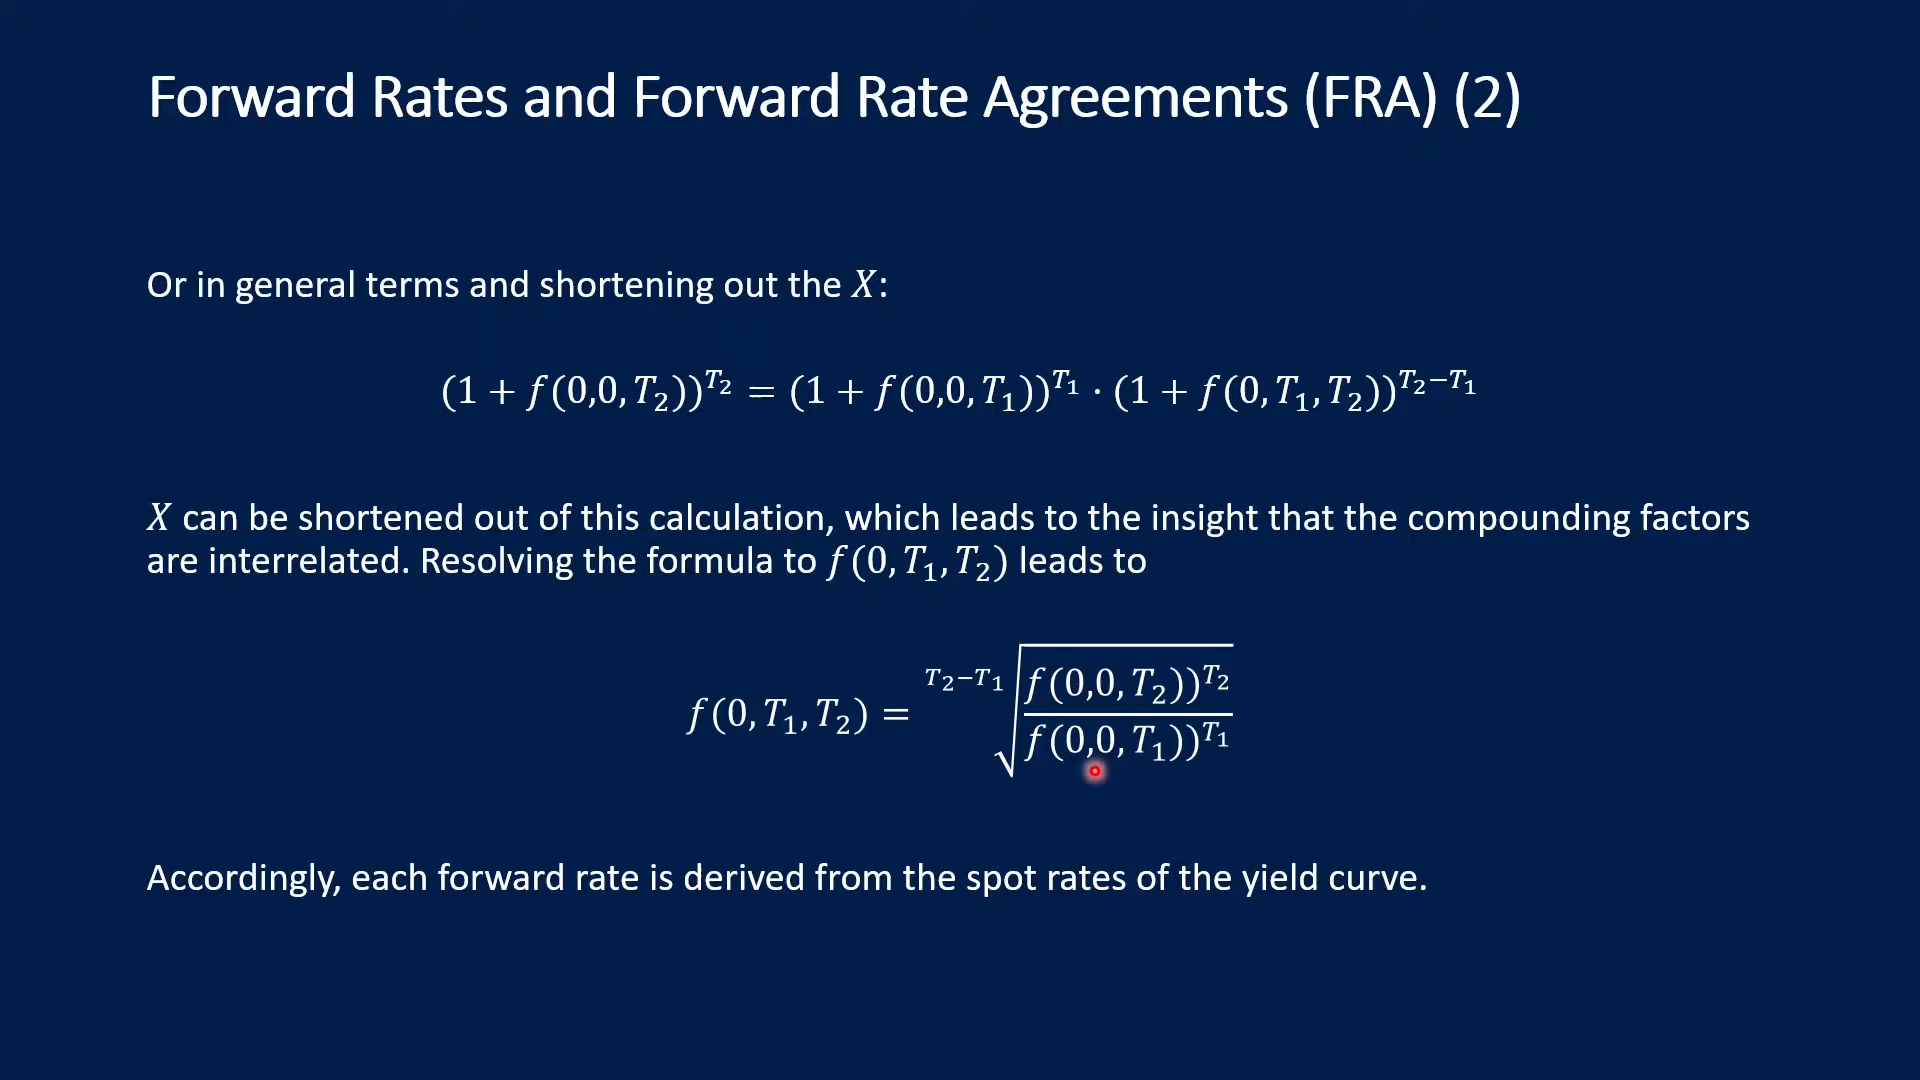 Forward Rates and Forward Rate Agreements (FRA) (2)
Or in general terms and shortening out the X:
(1 + f(0,0, T₂))^T₂ = (1 + f(0,0, T₁))^T₁ · (1 + f(0, T₁, T₂))^T₂−T₁
X can be shortened out of this calculation, which leads to the insight that the compounding factors
are interrelated. Resolving the formula to f(0, T₁, T₂) leads to
f(0, T₁, T₂) = ^T₂−T₁√(f(0,0, T₂))^T₂ / f(0,0, T₁))^T₁
Accordingly, each forward rate is derived from the spot rates of the yield curve.